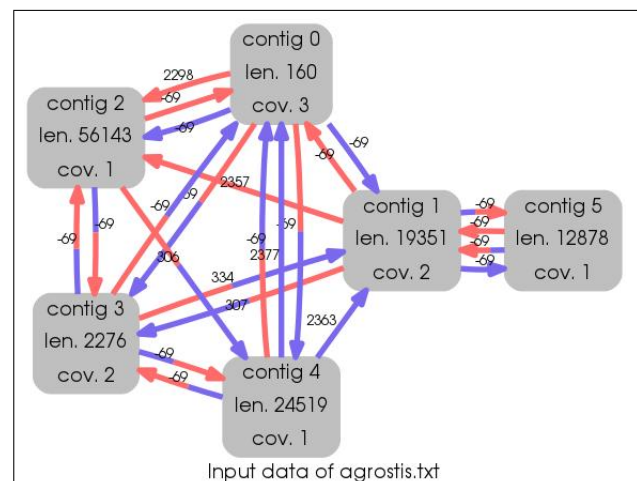 contig 0
len. 160
cov. 3
2298
-69
-69
contig 2
len. 56143
cov. 1
-69
-69
2357
-69
-69
contig 1
len. 19351
cov. 2
-69
-69
-69
-69
contig 5
len. 12878
cov. 1
-69
-69
306
-69
2377
334
307
2363
contig 3
len. 2276
cov. 2
-69
-69
contig 4
len. 24519
cov. 1
Input data of agrostis.txt